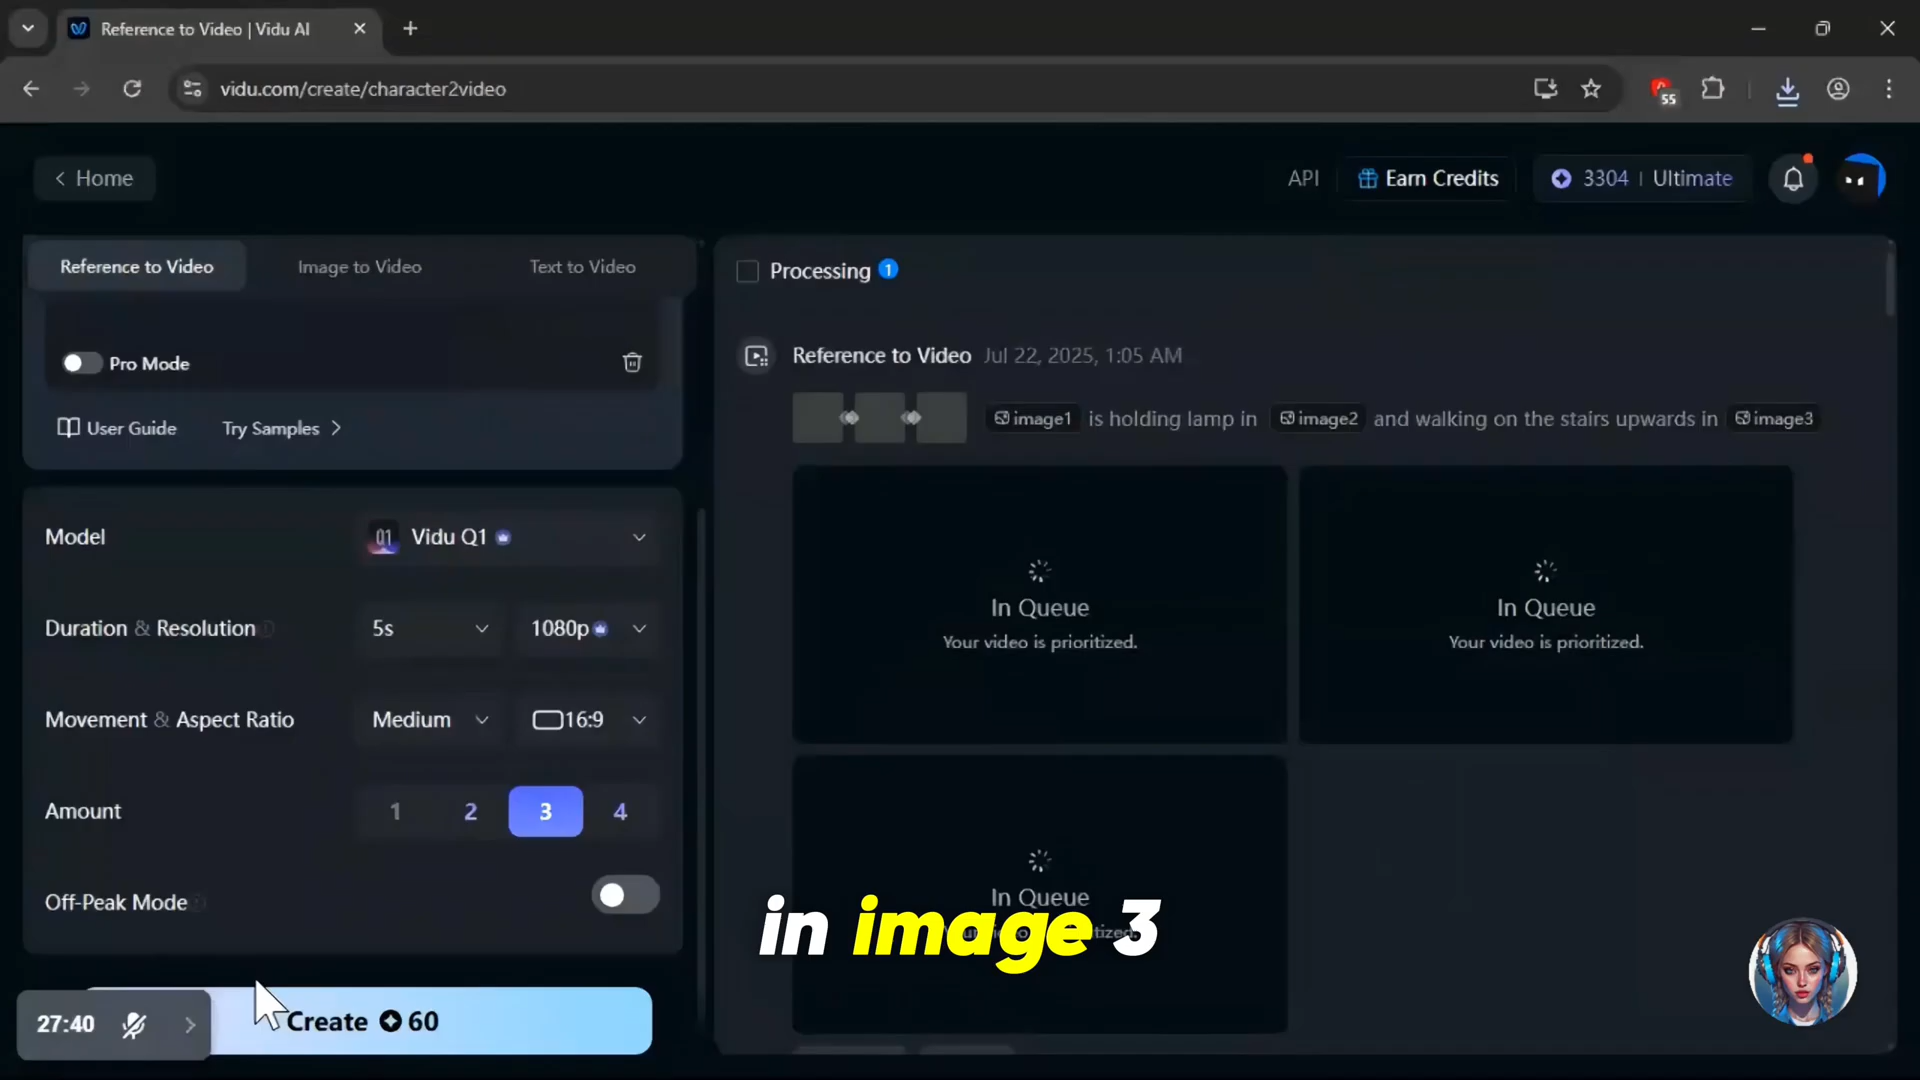 Reference to Video | Vidu AI
vidu.com/create/character2video
55
Home
API
Earn Credits
3304 | Ultimate
Reference to Video
Image to Video
Text to Video
Pro Mode
User Guide
Try Samples
Model
Q1 Vidu Q1
Duration & Resolution
5s
1080p
Movement & Aspect Ratio
Medium
16:9
Amount
1 2 3 4
Off-Peak Mode
27:40
Create 60
Processing 1
Reference to Video Jul 22, 2025, 1:05 AM
image1 is holding lamp in image2 and walking on the stairs upwards in image3
In Queue
Your video is prioritized.
In Queue
Your video is prioritized.
In Queue
in image 3